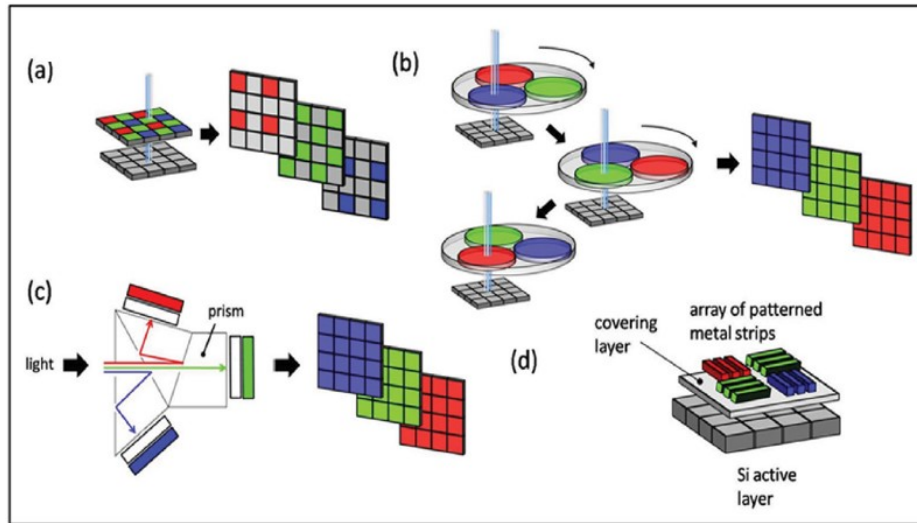 (a)
(b)
(c)
prism
light
covering
layer
array of patterned
metal strips
(d)
Si active
layer